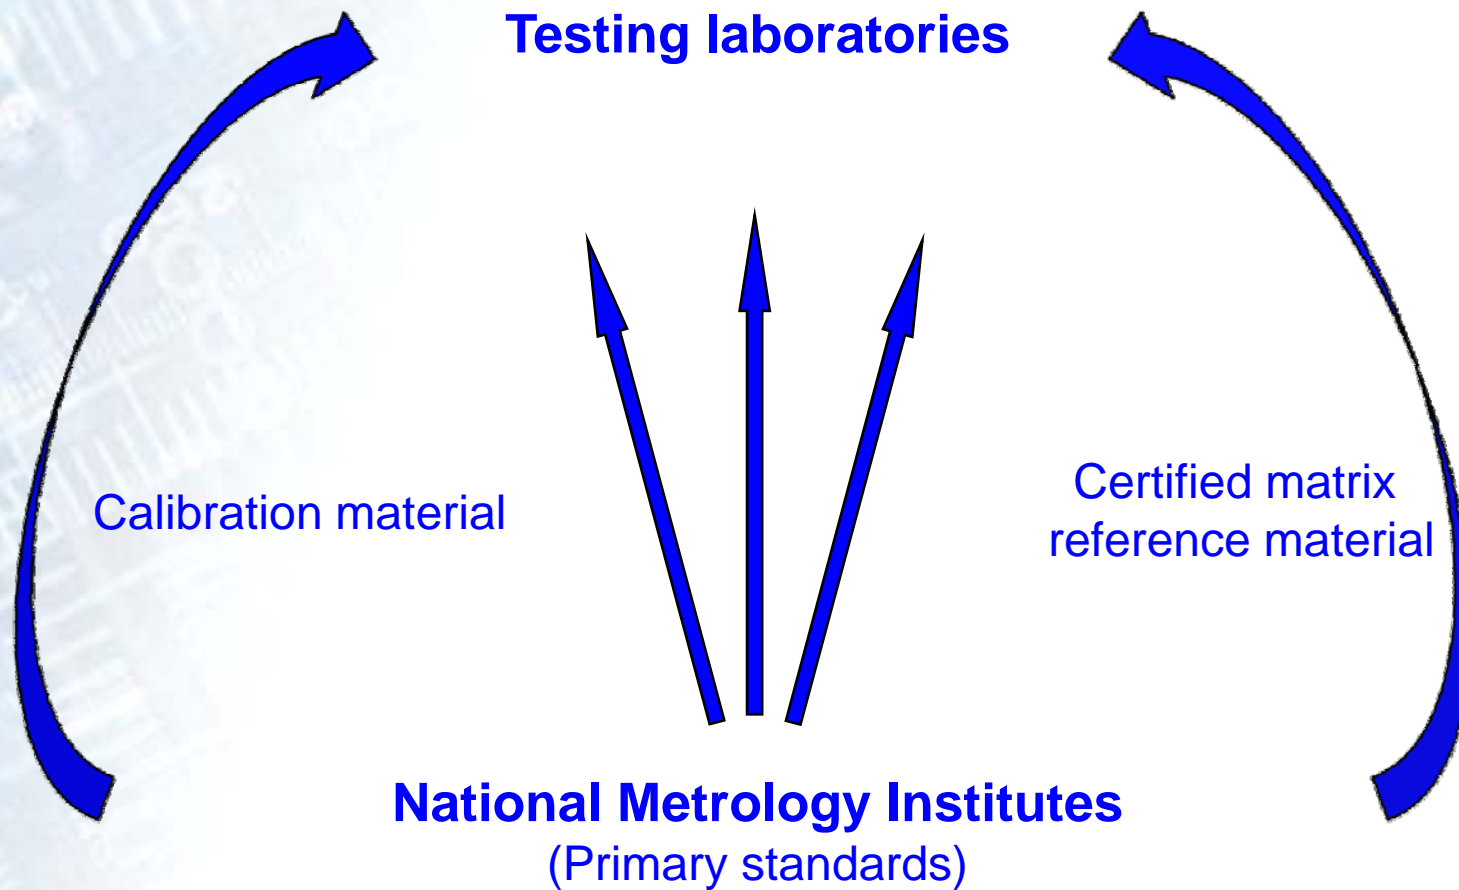 Testing laboratories
Calibration material
Certified matrix
reference material
National Metrology Institutes
(Primary standards)